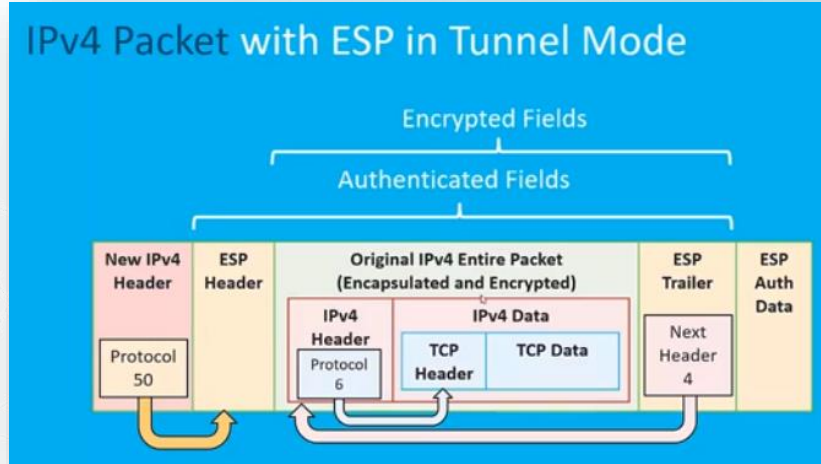 IPv4 Packet with ESP in Tunnel Mode
Encrypted Fields
Authenticated Fields
New IPv4
Header
Protocol
50
ESP
Header
Original IPv4 Entire Packet
(Encapsulated and Encrypted)
IPv4
Header
Protocol
6
IPv4 Data
TCP
Header
TCP Data
ESP
Trailer
Next
Header
4
ESP
Auth
Data